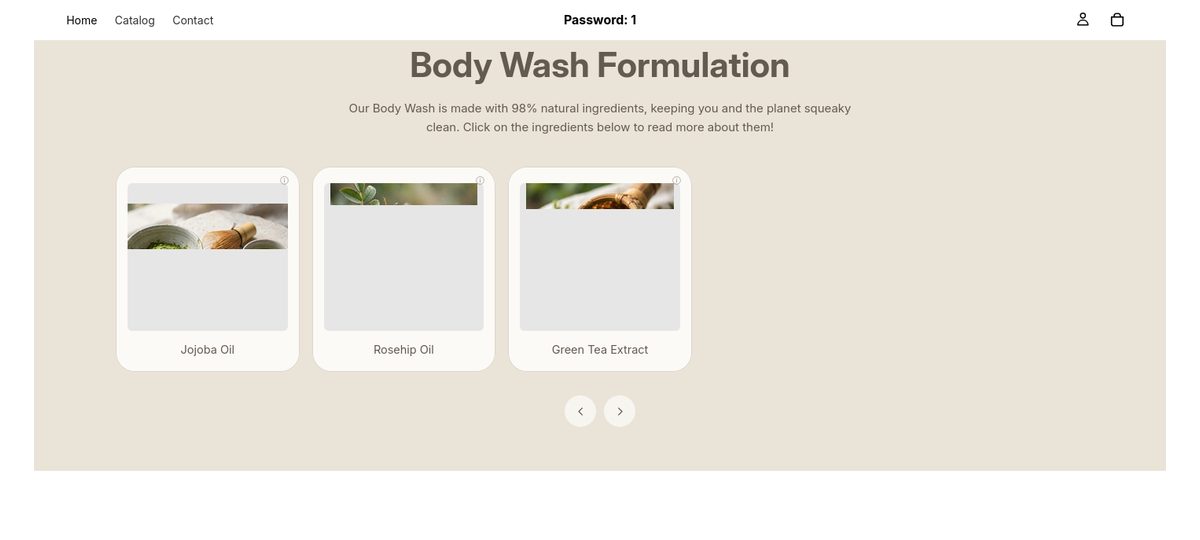 Home Catalog Contact Password: 1
Body Wash Formulation
Our Body Wash is made with 98% natural ingredients, keeping you and the planet squeaky
clean. Click on the ingredients below to read more about them!
Jojoba Oil
Rosehip Oil
Green Tea Extract